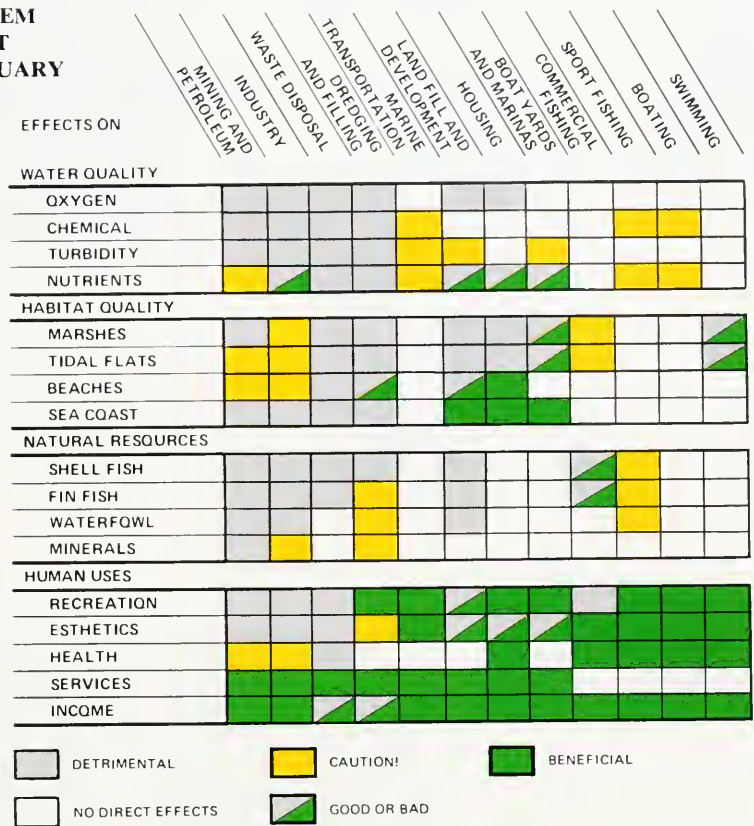 EM
T
UARY
EFFECTS ON
MINING AND
PETROLEUM
INDUSTRY
WASTE DISPOSAL
DREDGING
AND FILLING
MARINE
TRANSPORTATION
LAND FILL AND
DEVELOPMENT
HOUSING
BOAT YARDS
AND MARINAS
COMMERCIAL
FISHING
SPORT FISHING
BOATING
SWIMMING
WATER QUALITY
OXYGEN
CHEMICAL
TURBIDITY
NUTRIENTS
HABITAT QUALITY
MARSHES
TIDAL FLATS
BEACHES
SEA COAST
NATURAL RESOURCES
SHELL FISH
FIN FISH
WATERFOWL
MINERALS
HUMAN USES
RECREATION
ESTHETICS
HEALTH
SERVICES
INCOME
DETRIMENTAL
CAUTION!
BENEFICIAL
NO DIRECT EFFECTS
GOOD OR BAD